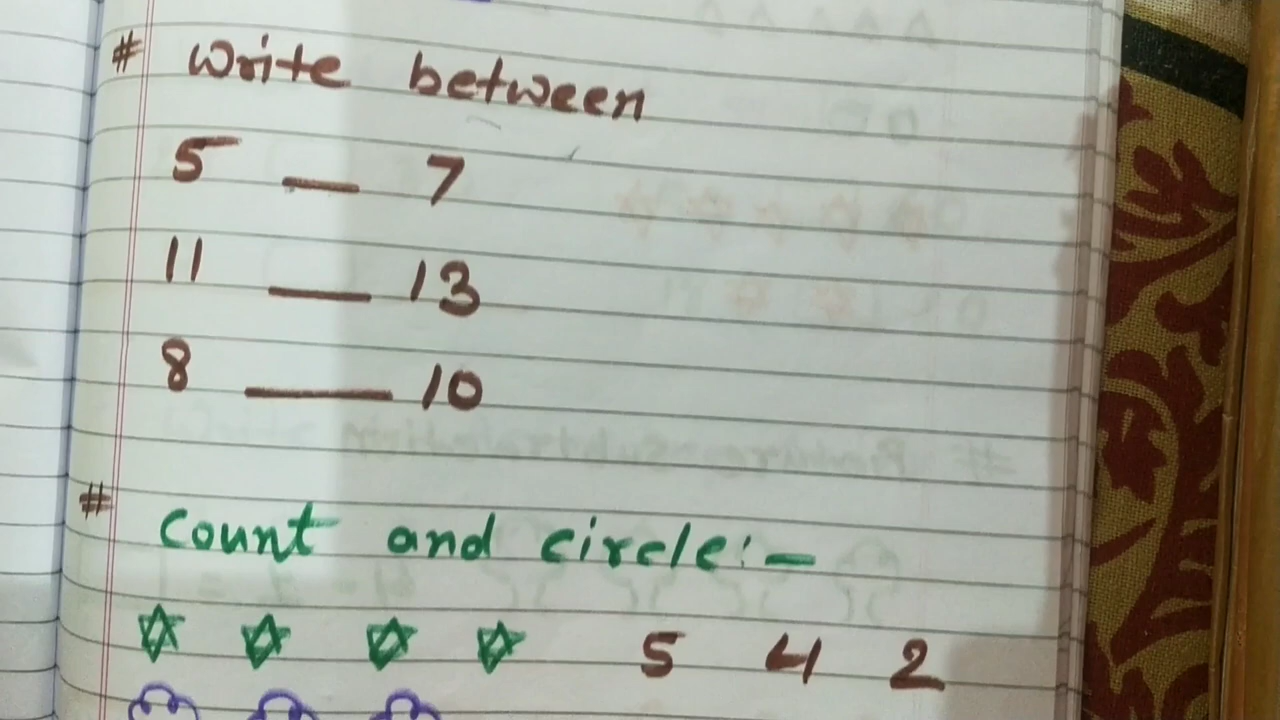 # Write between
5 — 7
11 — 13
8 — 10
# Count and circle:-
5 4 2